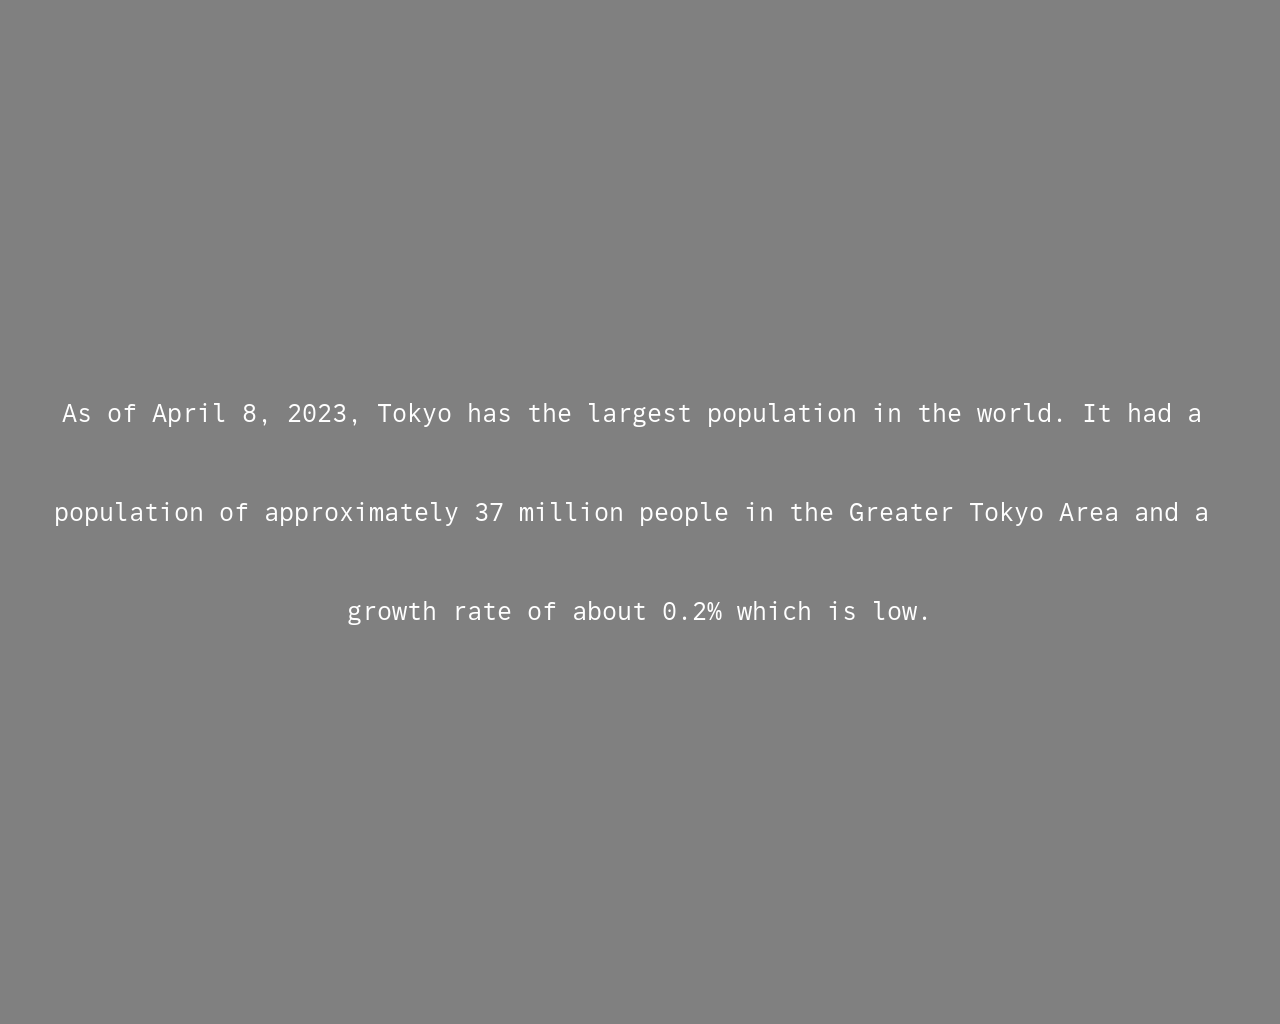 As of April 8, 2023, Tokyo has the largest population in the world. It had a
population of approximately 37 million people in the Greater Tokyo Area and a
growth rate of about 0.2% which is low.